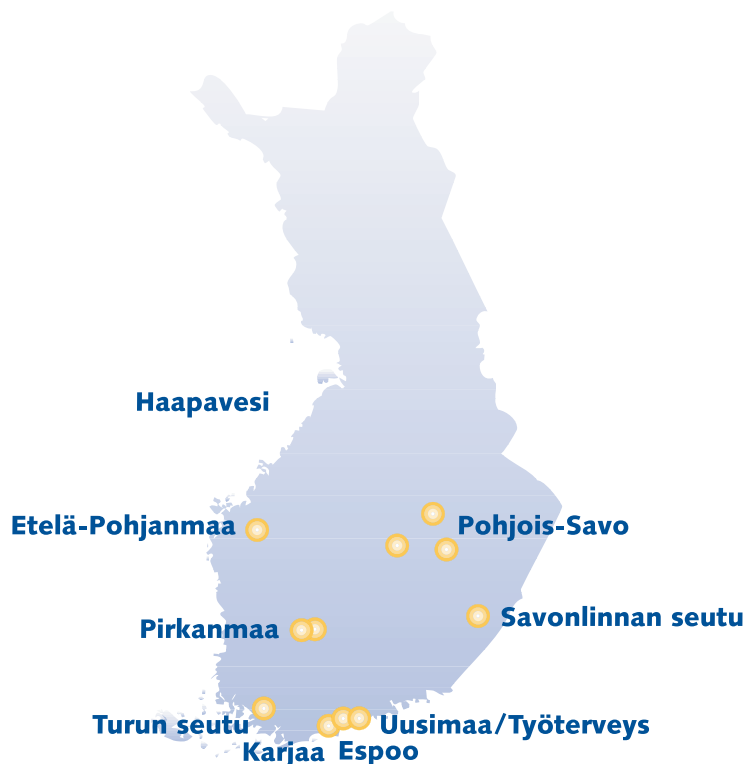 Haapavesi
Etelä-Pohjanmaa
Pohjois-Savo
Savonlinnan seutu
Pirkanmaa
Turun seutu
Uusimaa/Työterveys
Karjaa
Espoo